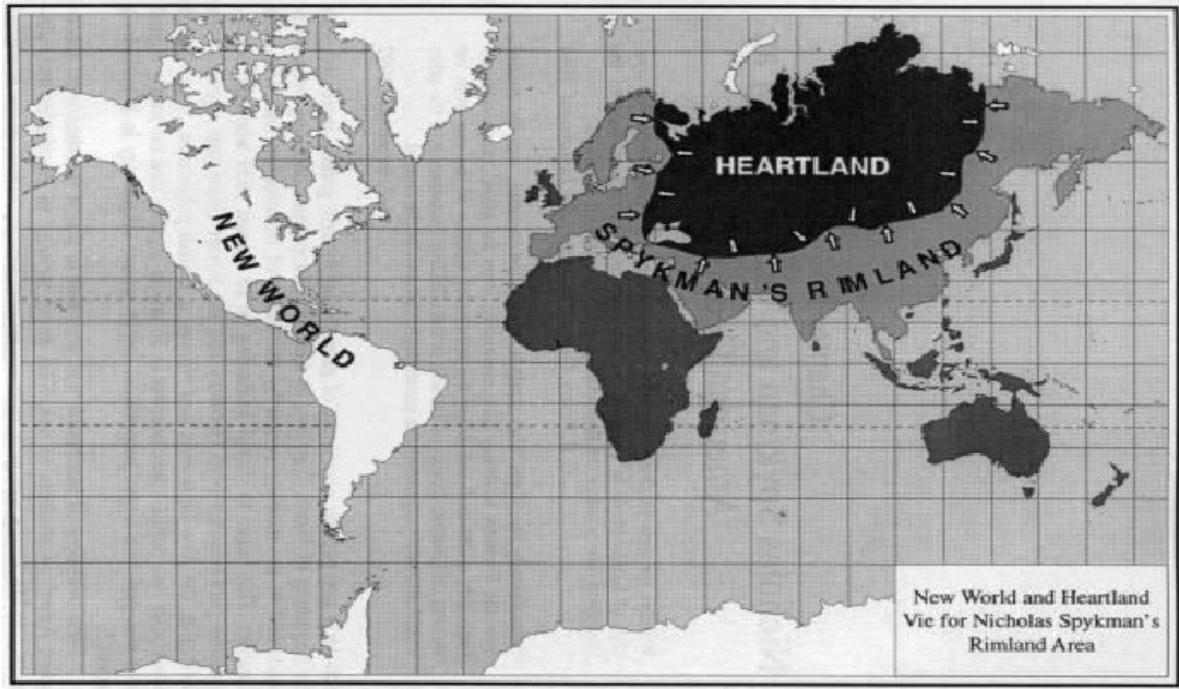 HEARTLAND
NEW WORLD
SPYKMAN'S RIMLAND
New World and Heartland
Vie for Nicholas Spykman's
Rimland Area